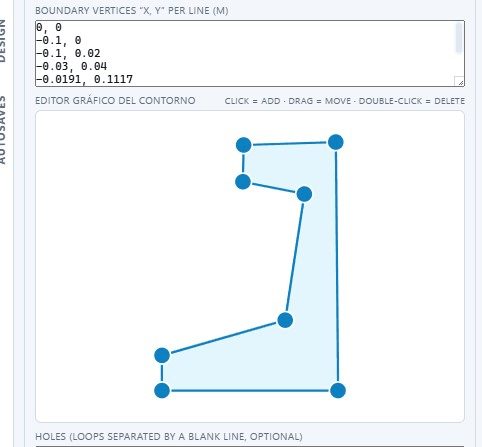 DESIGN
AUTOSAVES
BOUNDARY VERTICES "X, Y" PER LINE (M)
0, 0
−0.1, 0
−0.1, 0.02
−0.03, 0.04
−0.0191, 0.1117
EDITOR GRÁFICO DEL CONTORNO
CLICK = ADD · DRAG = MOVE · DOUBLE-CLICK = DELETE
HOLES (LOOPS SEPARATED BY A BLANK LINE, OPTIONAL)